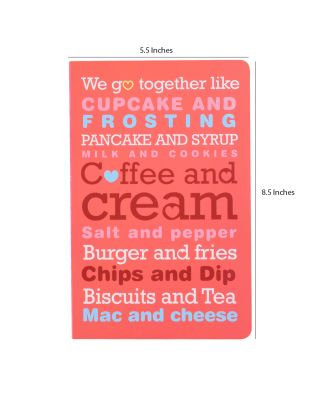 5.5 Inches
We go together like
CUPCAKE AND
FROSTING
PANCAKE AND SYRUP
MILK AND COOKIES
Coffee and
cream
8.5 Inches
Salt and pepper
Burger and fries
Chips and Dip
Biscuits and Tea
Mac and cheese